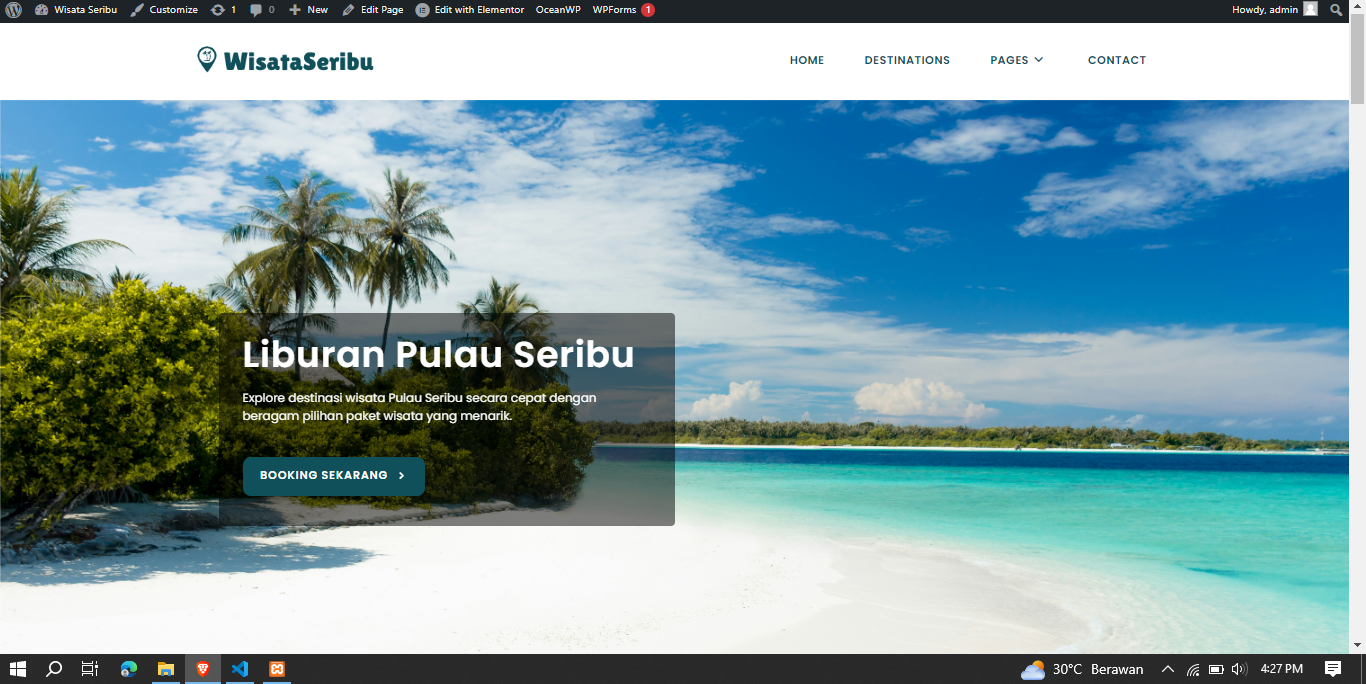 Wisata Seribu Customize 1 0 New Edit Page Edit with Elementor OceanWP WPForms 1 Howdy, admin
WisataSeribu
HOME DESTINATIONS PAGES CONTACT
Liburan Pulau Seribu
Explore destinasi wisata Pulau Seribu secara cepat dengan
beragam pilihan paket wisata yang menarik.
BOOKING SEKARANG
30°C Berawan 4:27 PM